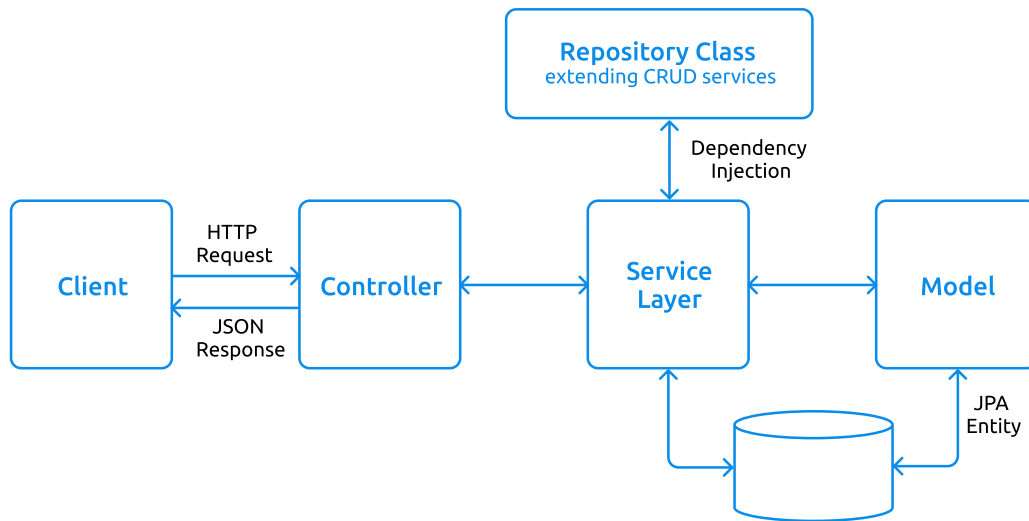 Repository Class
extending CRUD services
Dependency
Injection
HTTP
Request
Client
Controller
Service
Layer
Model
JSON
Response
JPA
Entity